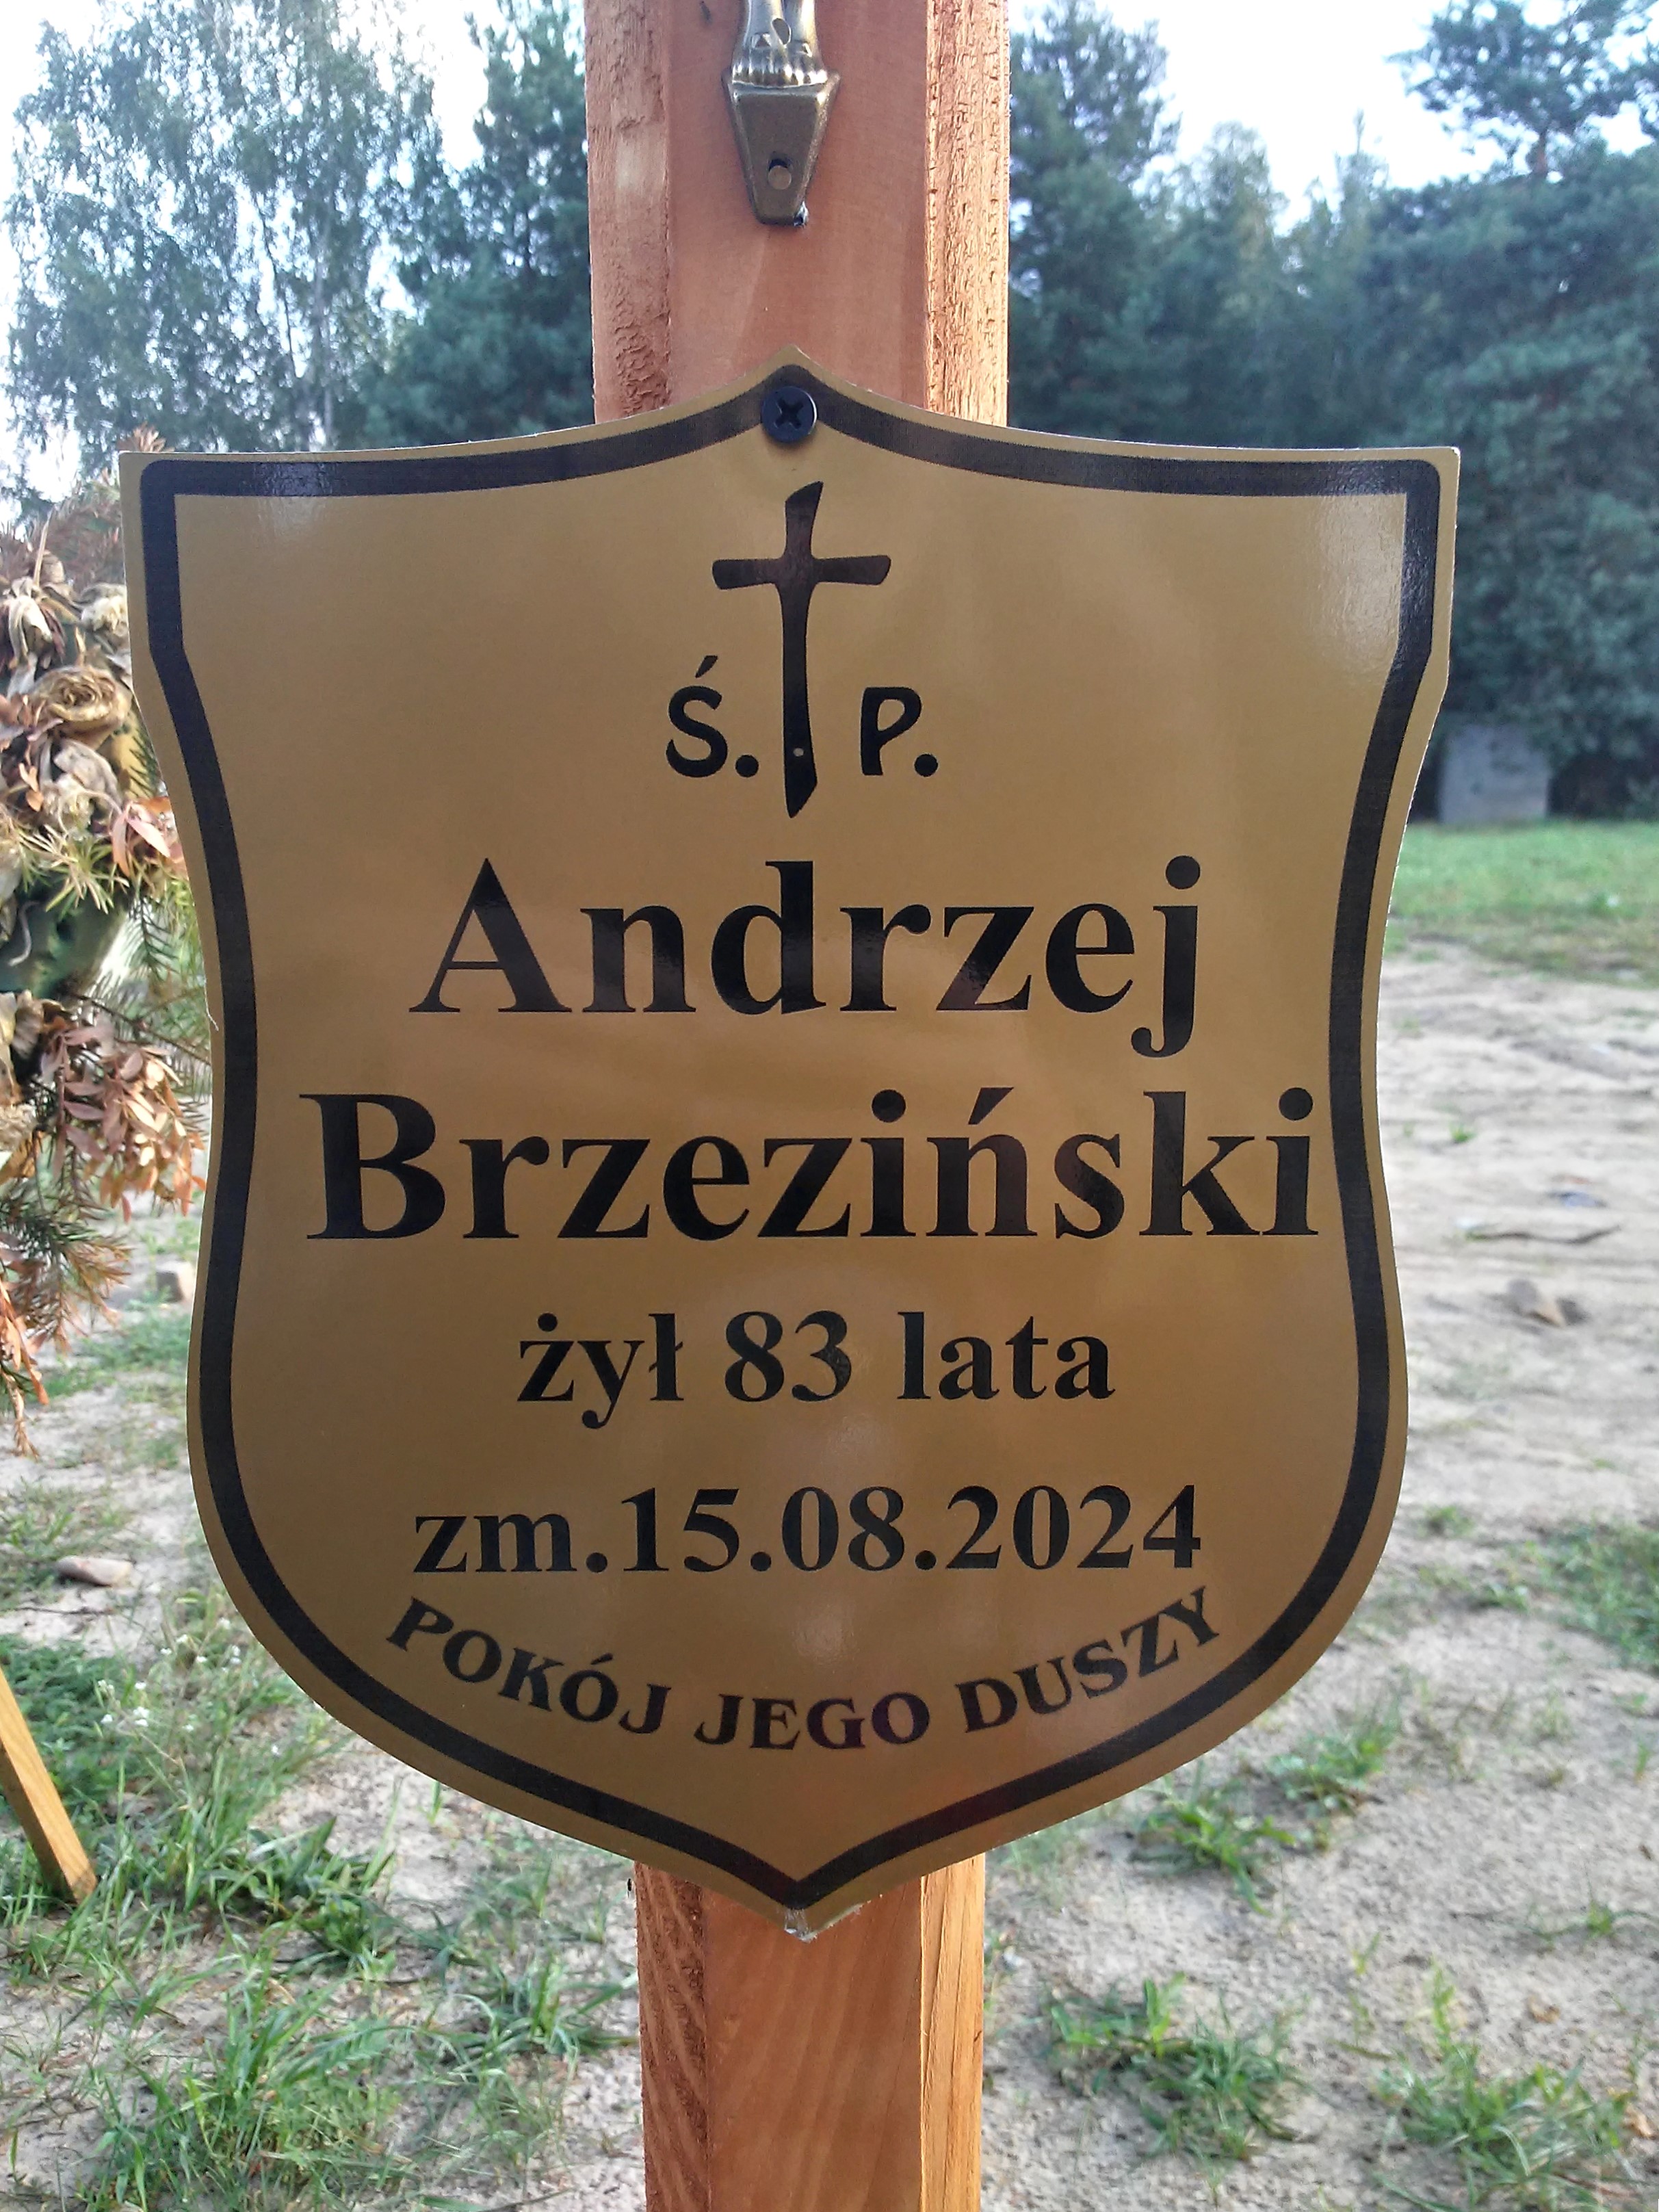 Ś. P.
Andrzej
Brzeziński
żył 83 lata
zm.15.08.2024
POKÓJ JEGO DUSZY